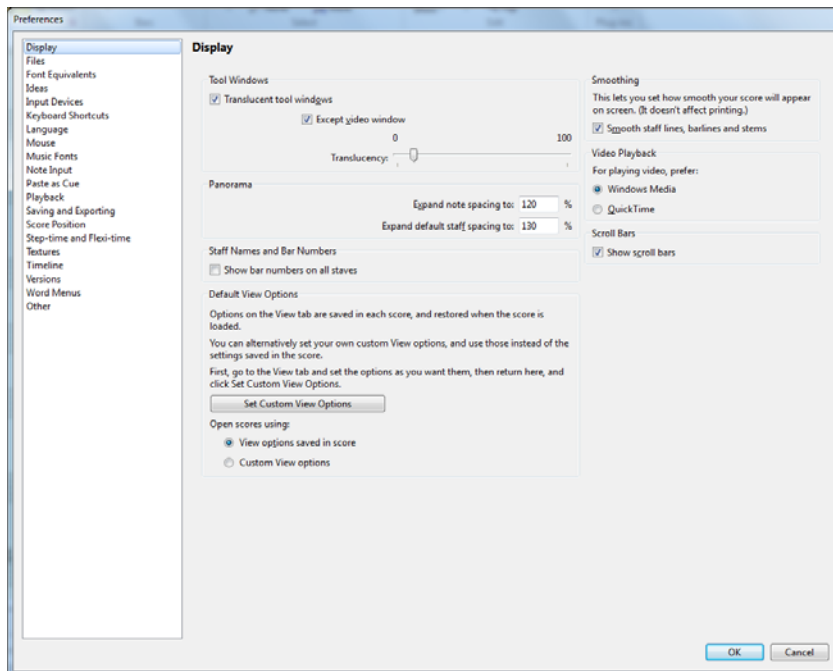 Preferences
Display
Files
Font Equivalents
Ideas
Input Devices
Keyboard Shortcuts
Language
Mouse
Music Fonts
Note Input
Paste as Cue
Playback
Saving and Exporting
Score Position
Step-time and Flexi-time
Textures
Timeline
Versions
Word Menus
Other
Display
Tool Windows
Translucent tool windows
Except video window
0 100
Translucency:
Panorama
Expand note spacing to: 120 %
Expand default staff spacing to: 130 %
Staff Names and Bar Numbers
Show bar numbers on all staves
Default View Options
Options on the View tab are saved in each score, and restored when the score is
loaded.
You can alternatively set your own custom View options, and use those instead of the
settings saved in the score.
First, go to the View tab and set the options as you want them, then return here, and
click Set Custom View Options.
Set Custom View Options
Open scores using:
View options saved in score
Custom View options
Smoothing
This lets you set how smooth your score will appear
on screen. (It doesn't affect printing.)
Smooth staff lines, barlines and stems
Video Playback
For playing video, prefer:
Windows Media
QuickTime
Scroll Bars
Show scroll bars
OK
Cancel